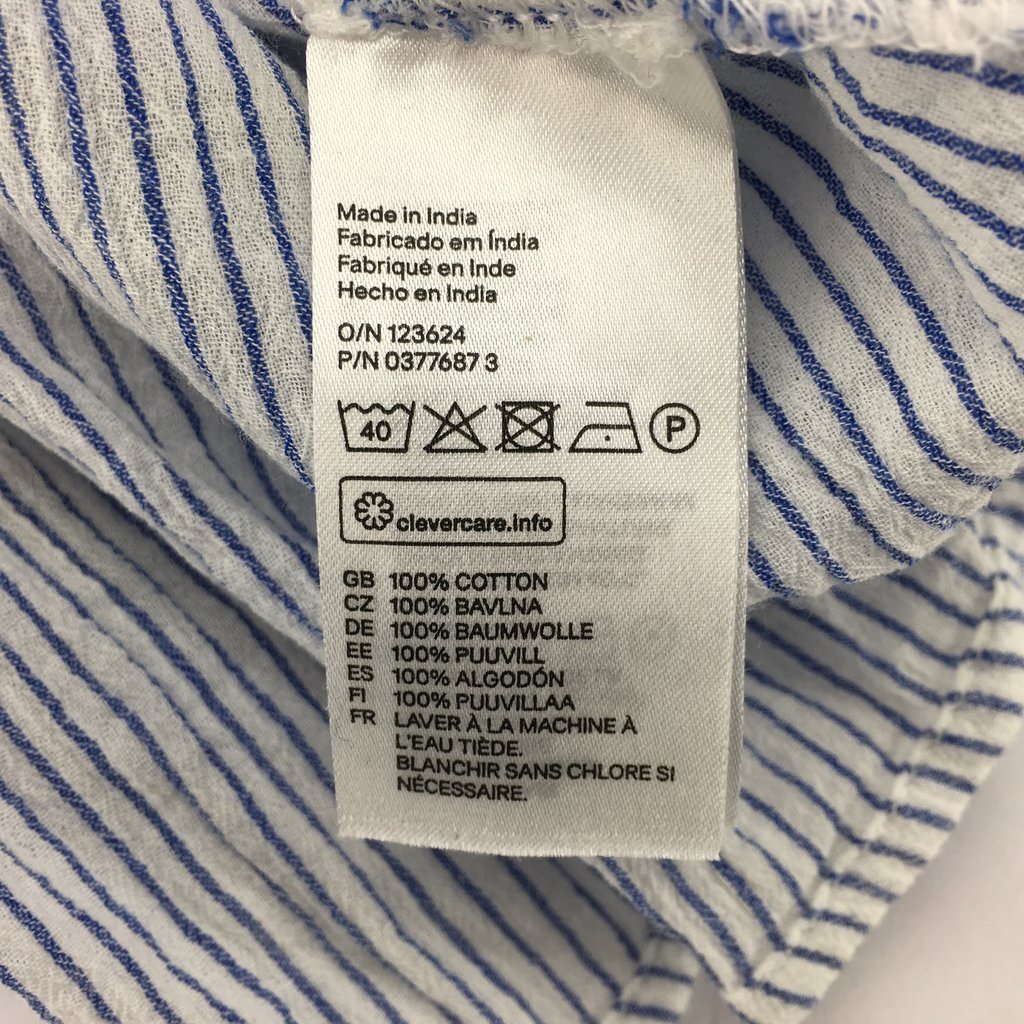 Made in India
Fabricado em Índia
Fabriqué en Inde
Hecho en India
O/N 123624
P/N 0377687 3
40 P
clevercare.info
GB 100% COTTON
CZ 100% BAVLNA
DE 100% BAUMWOLLE
EE 100% PUUVILL
ES 100% ALGODÓN
FI 100% PUUVILLAA
FR LAVER À LA MACHINE À
L'EAU TIÈDE.
BLANCHIR SANS CHLORE SI
NÉCESSAIRE.